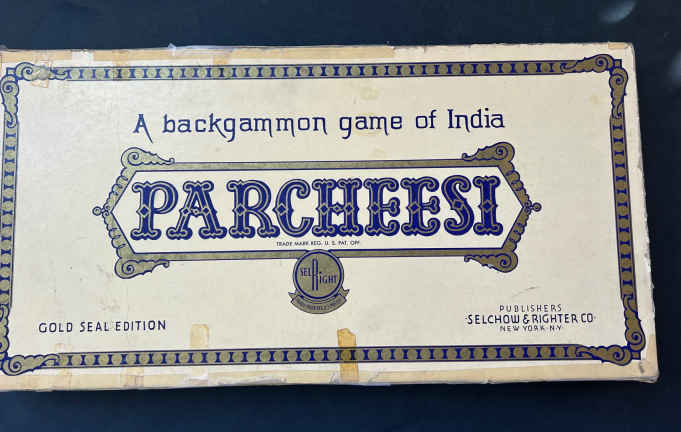 A backgammon game of India
PARCHEESI
TRADE MARK REG. U. S. PAT. OFF.
SELRIGHT
GOLD SEAL EDITION
PUBLISHERS
·SELCHOW & RIGHTER CO·
NEW YORK·N·Y·